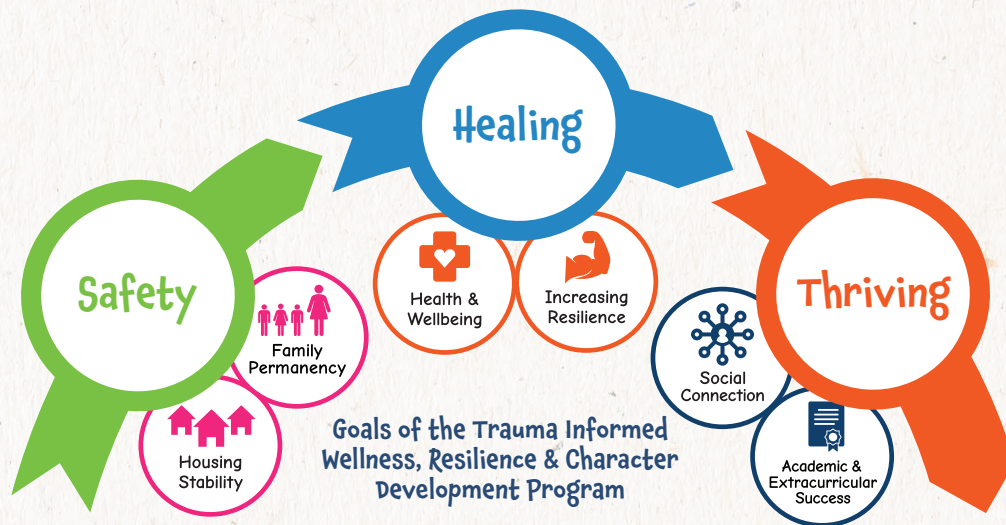 Healing
Safety
Thriving
Health &
Wellbeing
Increasing
Resilience
Family
Permanency
Social
Connection
Housing
Stability
Academic &
Extracurricular
Success
Goals of the Trauma Informed
Wellness, Resilience & Character
Development Program